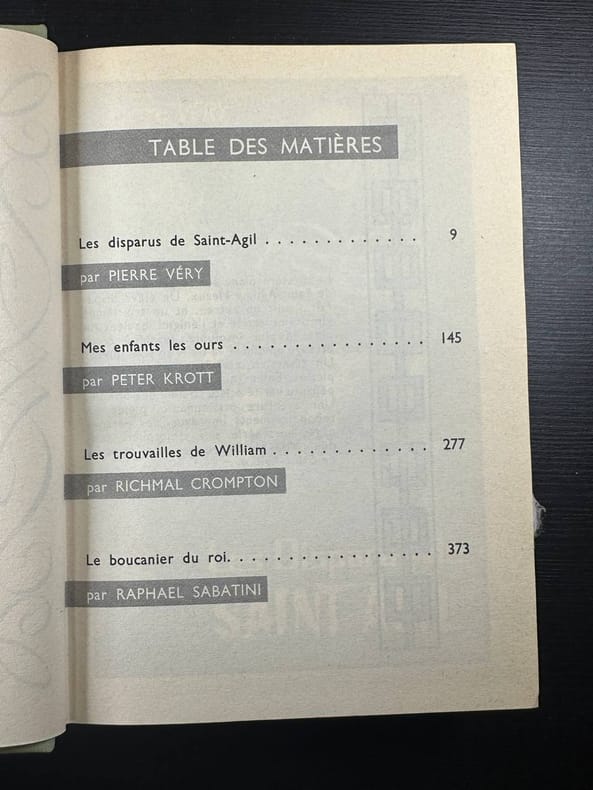 TABLE DES MATIÈRES
Les disparus de Saint-Agil . . . . . . . . . . . . . 9
par PIERRE VÉRY
Mes enfants les ours . . . . . . . . . . . . . . . . 145
par PETER KROTT
Les trouvailles de William . . . . . . . . . . . . . 277
par RICHMAL CROMPTON
Le boucanier du roi. . . . . . . . . . . . . . . . . 373
par RAPHAEL SABATINI